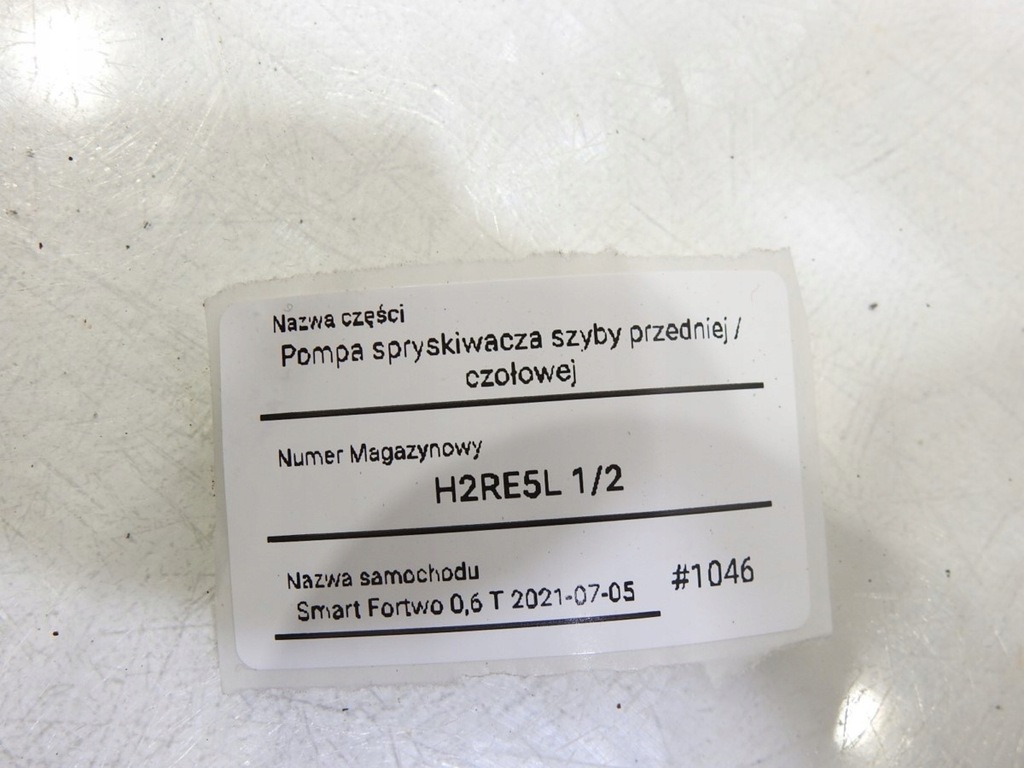 Nazwa części
Pompa spryskiwacza szyby przedniej /
czołowej
Numer Magazynowy
H2RE5L 1/2
Nazwa samochodu
Smart Fortwo 0,6 T 2021-07-05
#1046